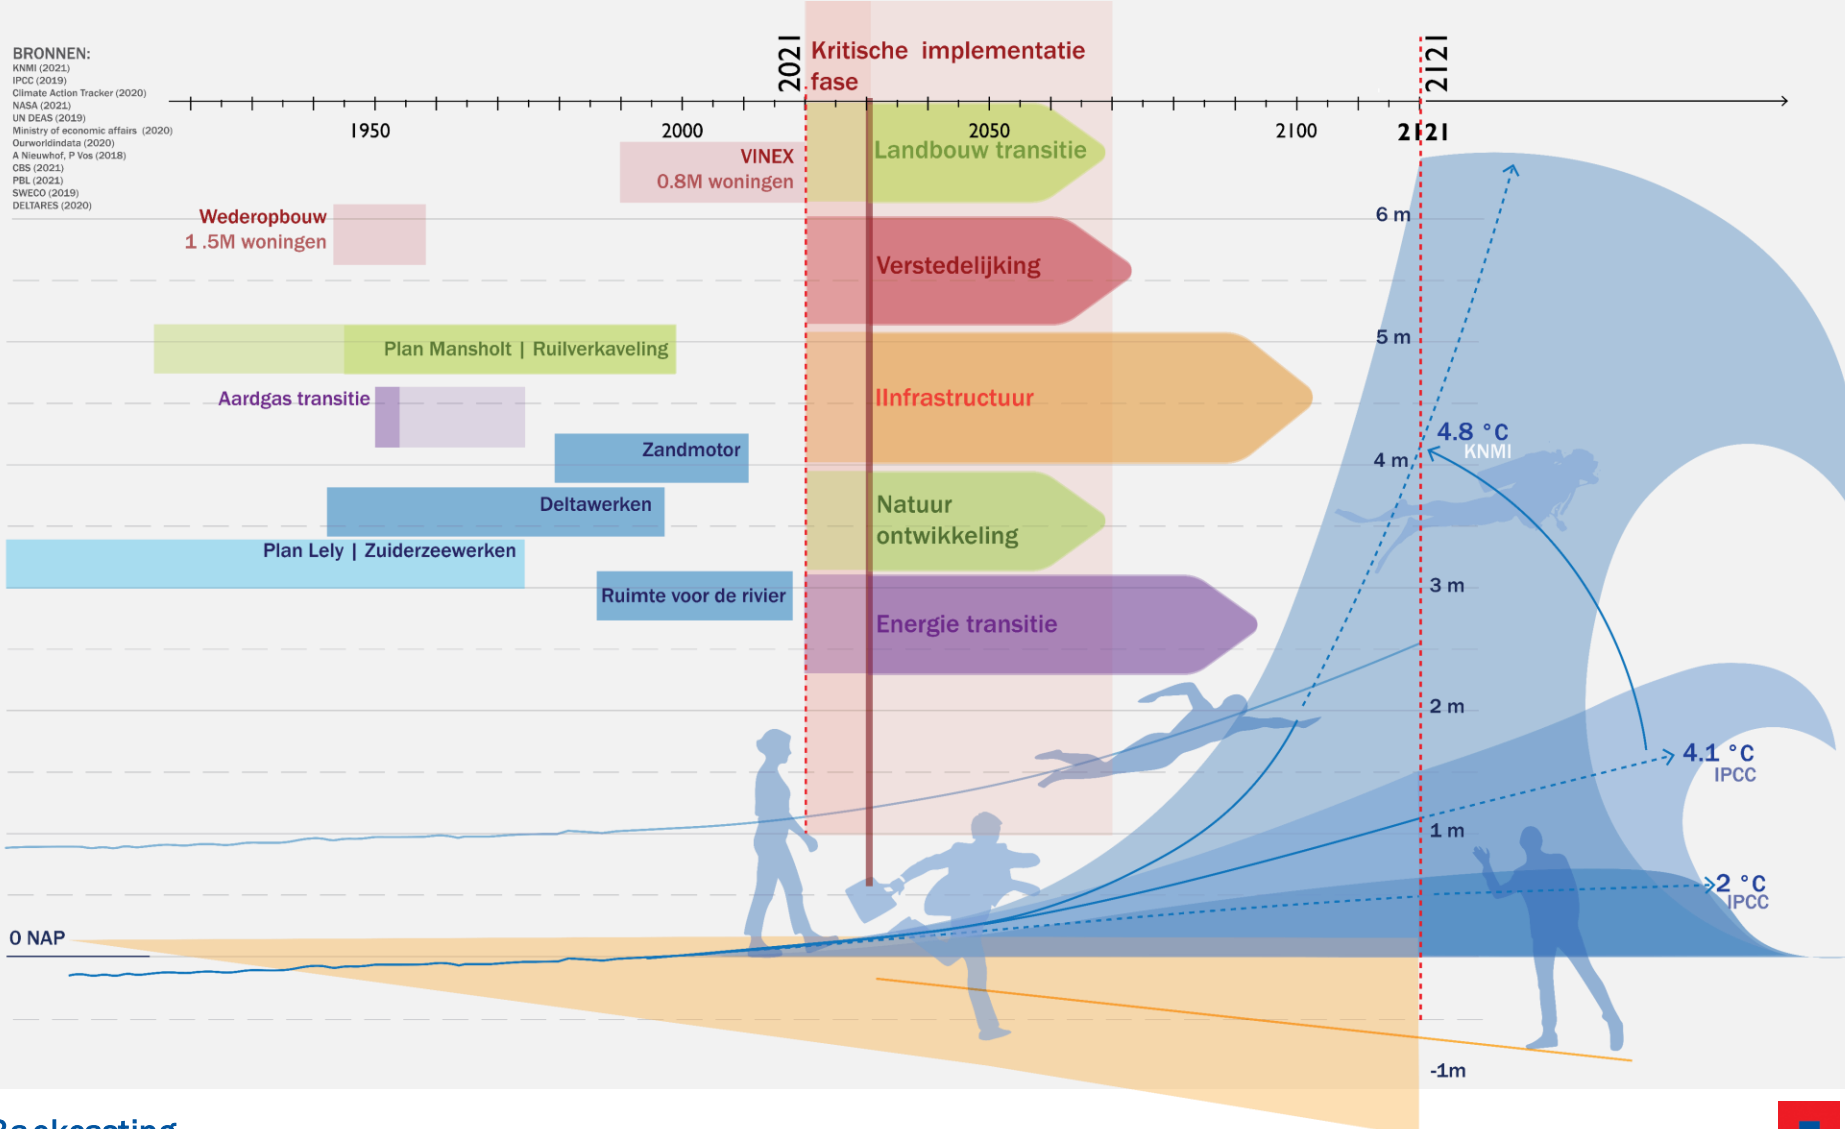 BRONNEN:
KNMI (2021)
IPCC (2019)
Climate Action Tracker (2020)
NASA (2021)
UN DEAS (2019)
Ministry of economic affairs (2020)
Ourworldindata (2020)
A Nieuwhof, P Vos (2018)
CBS (2021)
PBL (2021)
SWECO (2019)
DELTARES (2020)
2021
Kritische implementatie
fase
2121
1950
2000
2050
2100
2121
VINEX
0.8M woningen
Landbouw transitie
Wederopbouw
1 .5M woningen
6 m
Verstedelijking
5 m
Plan Mansholt | Ruilverkaveling
Aardgas transitie
IInfrastructuur
4.8 °C
KNMI
Zandmotor
4 m
Deltawerken
Natuur
ontwikkeling
Plan Lely | Zuiderzeewerken
Ruimte voor de rivier
3 m
Energie transitie
2 m
4.1 °C
IPCC
1 m
2 °C
IPCC
0 NAP
-1m
Backcasting